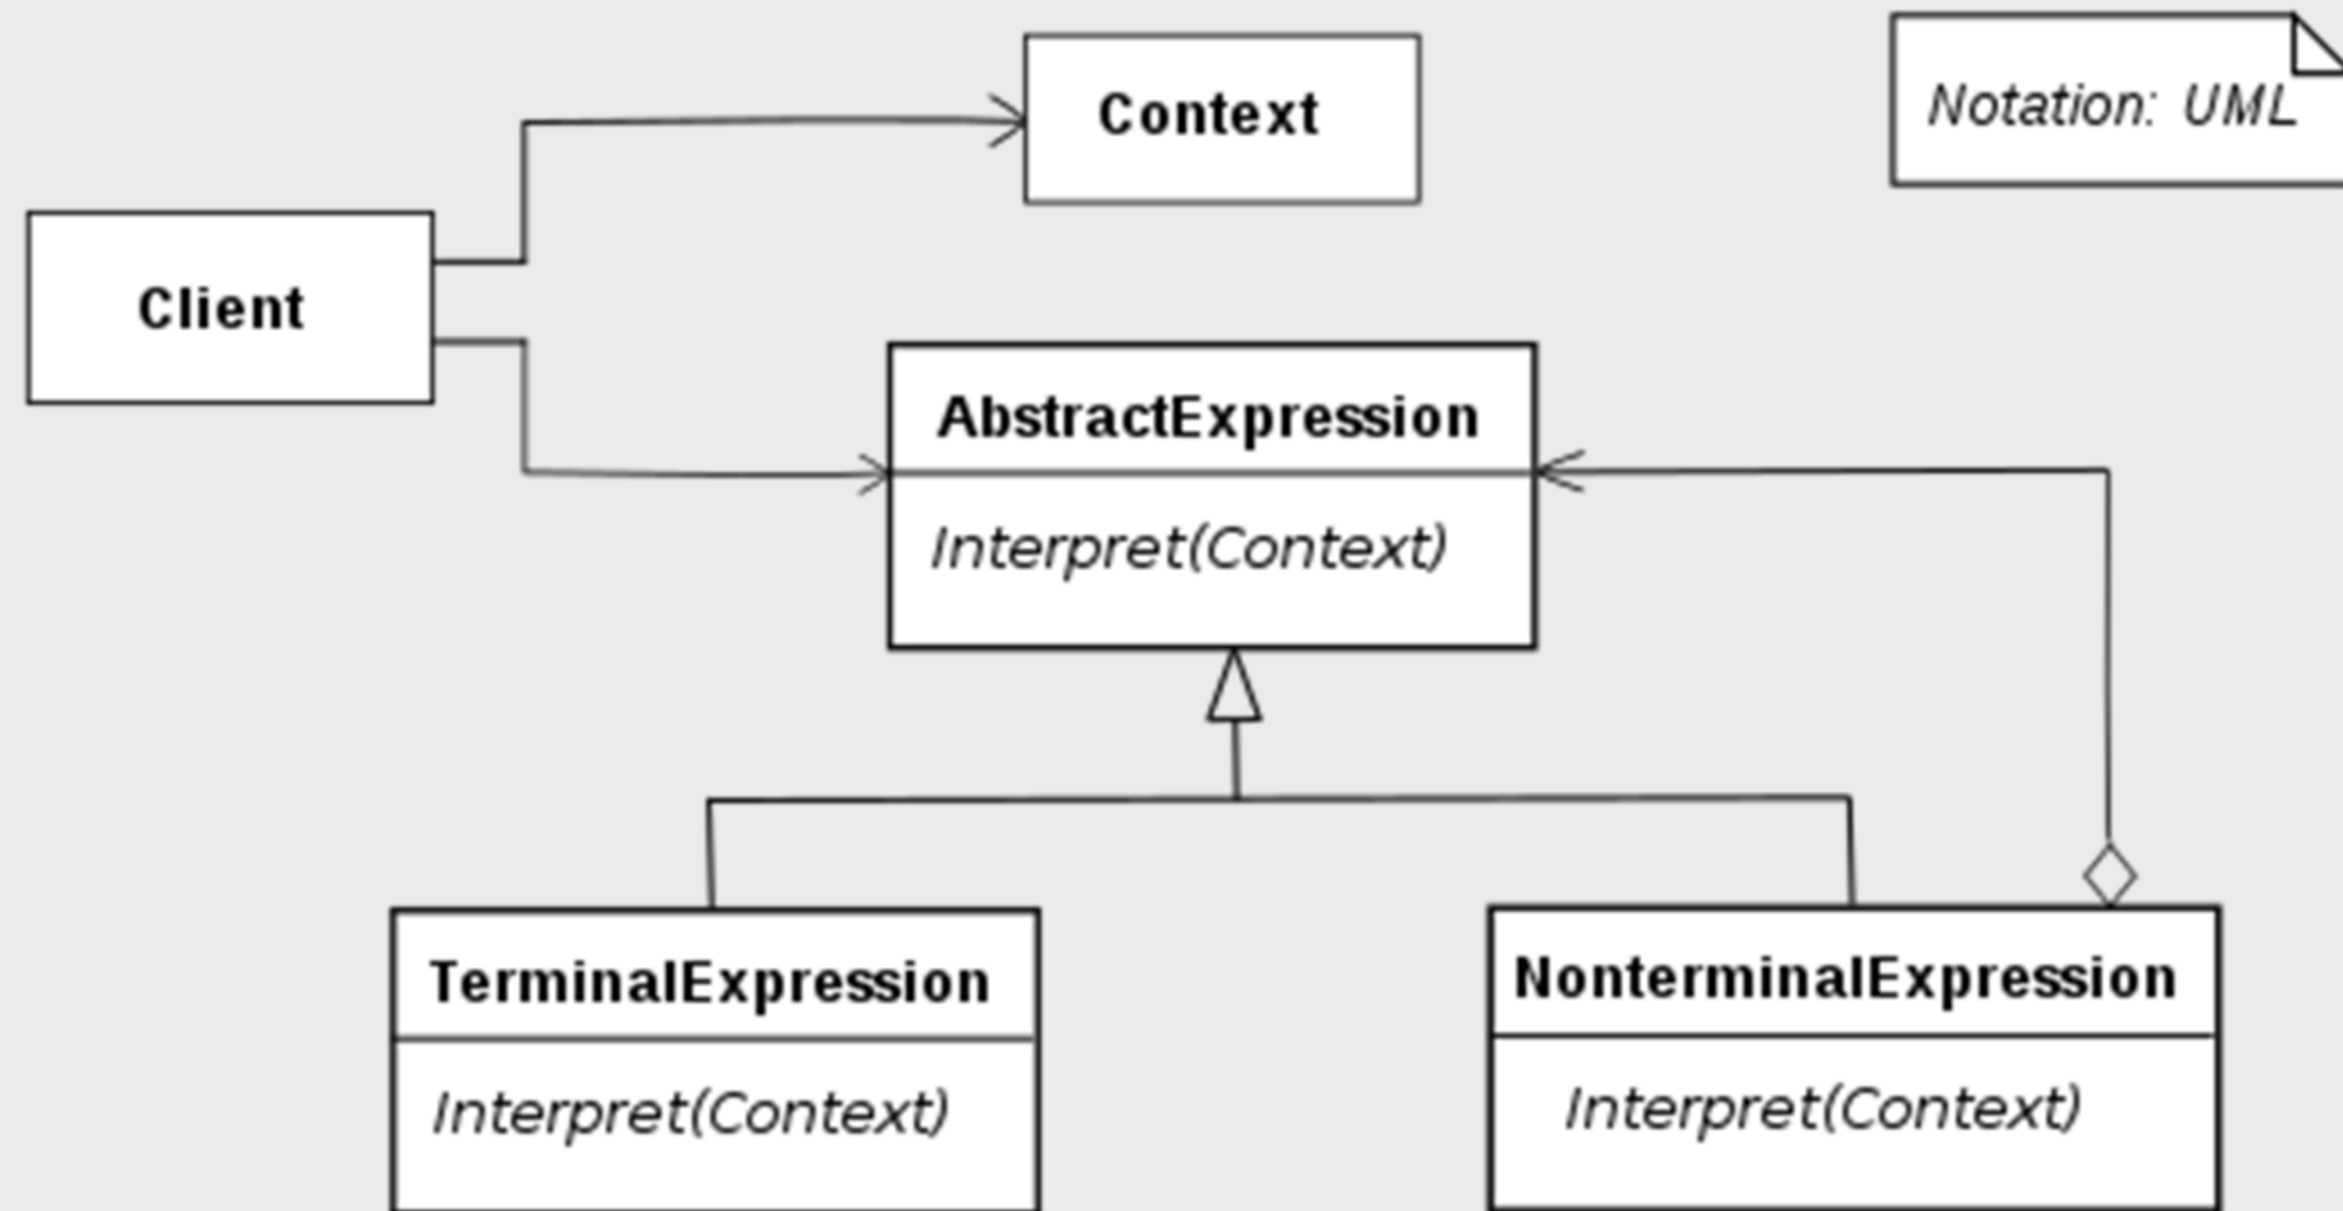 Context
Notation: UML
Client
AbstractExpression
Interpret(Context)
TerminalExpression
Interpret(Context)
NonterminalExpression
Interpret(Context)